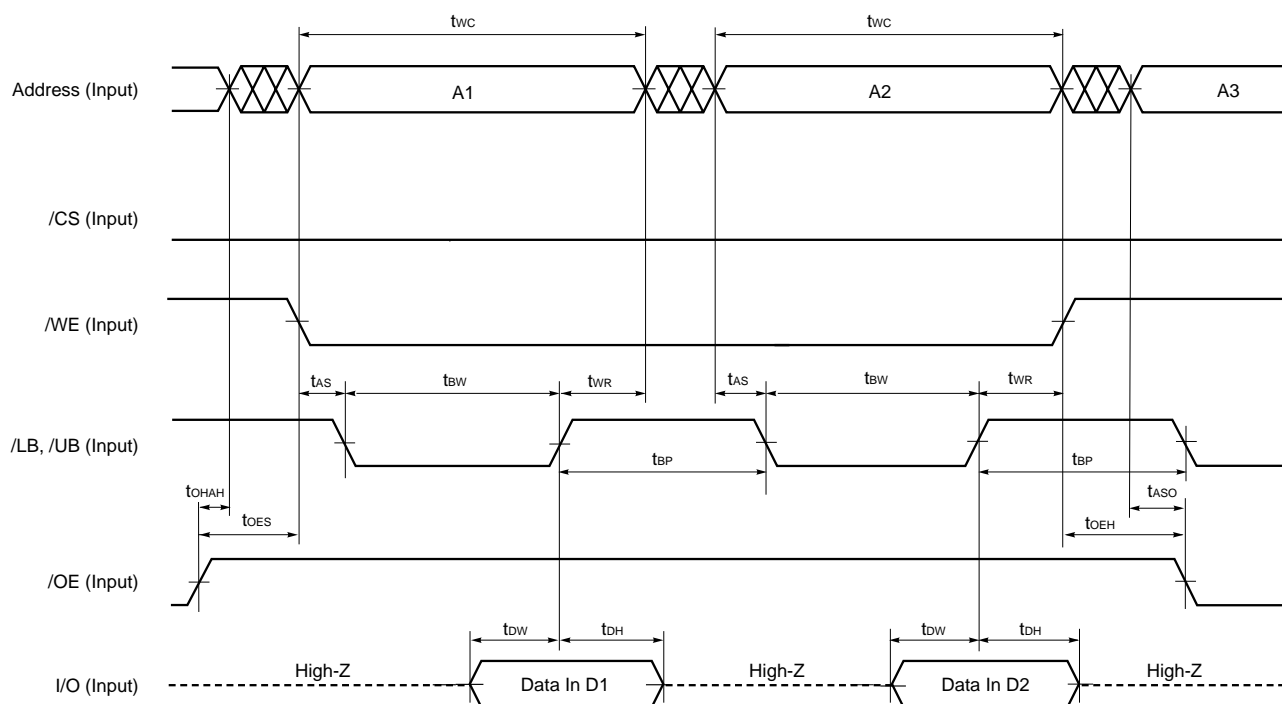 tWC tWC
Address (Input) A1 A2 A3
/CS (Input)
/WE (Input)
tAS tBW tWR tAS tBW tWR
/LB, /UB (Input)
tBP tBP
tOHAH tASO
tOES tOEH
/OE (Input)
tDW tDH tDW tDH
High-Z High-Z High-Z
I/O (Input) Data In D1 Data In D2